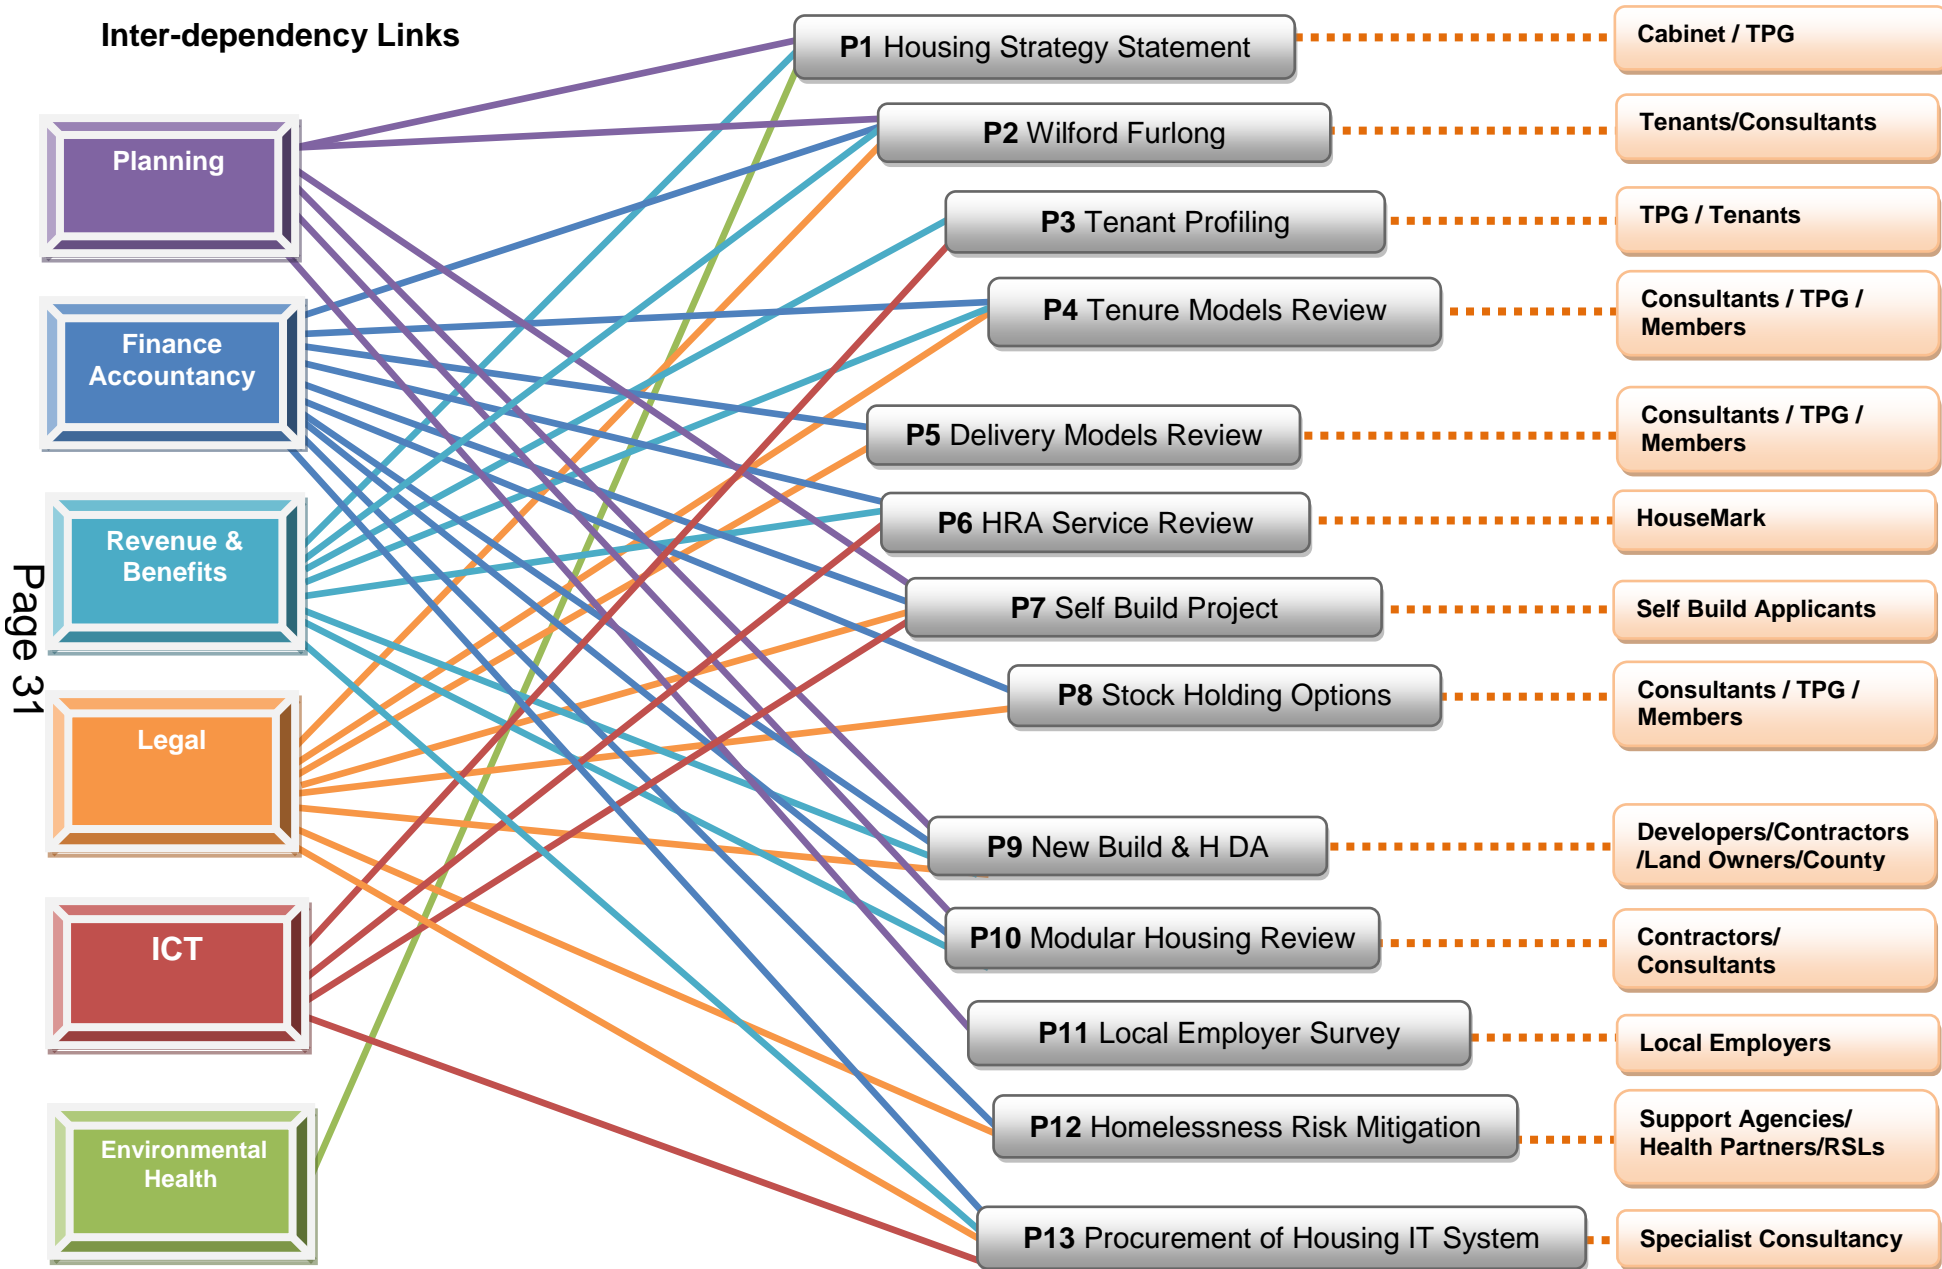 Inter-dependency Links
Planning
Finance
Accountancy
Revenue &
Benefits
Legal
ICT
Environmental
Health
Page 31
P1 Housing Strategy Statement
P2 Wilford Furlong
P3 Tenant Profiling
P4 Tenure Models Review
P5 Delivery Models Review
P6 HRA Service Review
P7 Self Build Project
P8 Stock Holding Options
P9 New Build & H DA
P10 Modular Housing Review
P11 Local Employer Survey
P12 Homelessness Risk Mitigation
P13 Procurement of Housing IT System
Cabinet / TPG
Tenants/Consultants
TPG / Tenants
Consultants / TPG /
Members
Consultants / TPG /
Members
HouseMark
Self Build Applicants
Consultants / TPG /
Members
Developers/Contractors
/Land Owners/County
Contractors/
Consultants
Local Employers
Support Agencies/
Health Partners/RSLs
Specialist Consultancy